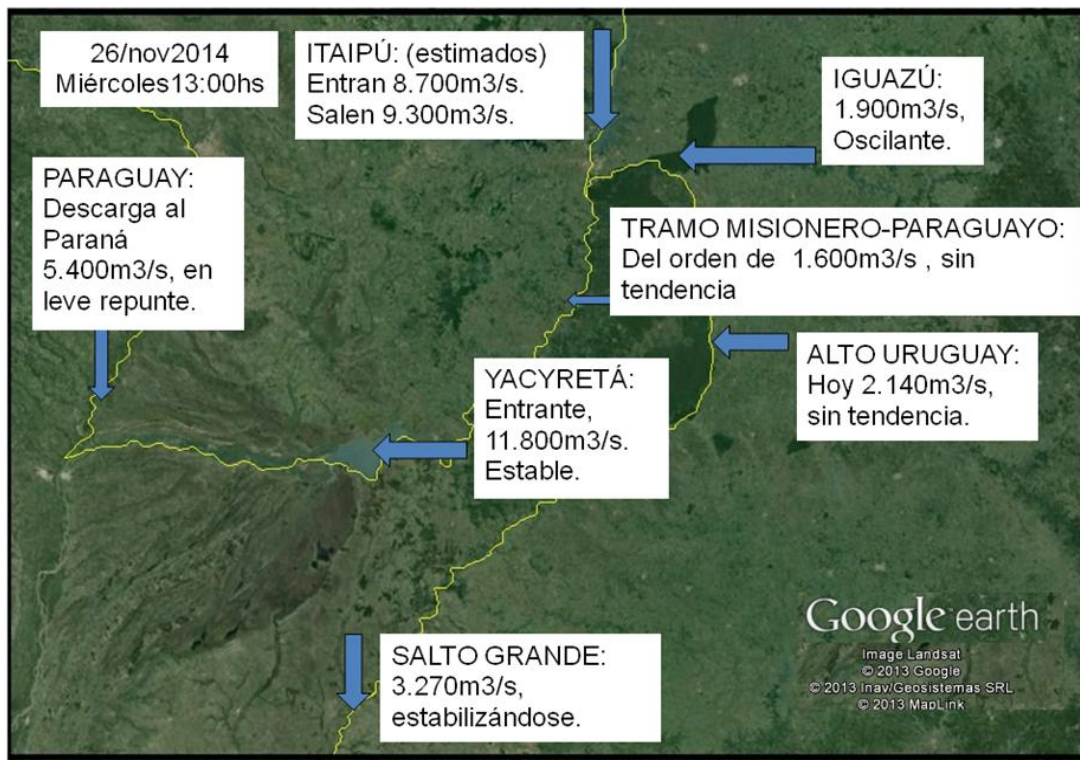 26/nov2014
Miércoles13:00hs
ITAIPÚ: (estimados)
Entran 8.700m3/s.
Salen 9.300m3/s.
IGUAZÚ:
1.900m3/s,
Oscilante.
PARAGUAY:
Descarga al
Paraná
5.400m3/s, en
leve repunte.
TRAMO MISIONERO-PARAGUAYO:
Del orden de 1.600m3/s , sin
tendencia
ALTO URUGUAY:
Hoy 2.140m3/s,
sin tendencia.
YACYRETÁ:
Entrante,
11.800m3/s.
Estable.
SALTO GRANDE:
3.270m3/s,
estabilizándose.
Google earth
Image Landsat
© 2013 Google
© 2013 Inav/Geosistemas SRL
© 2013 MapLink